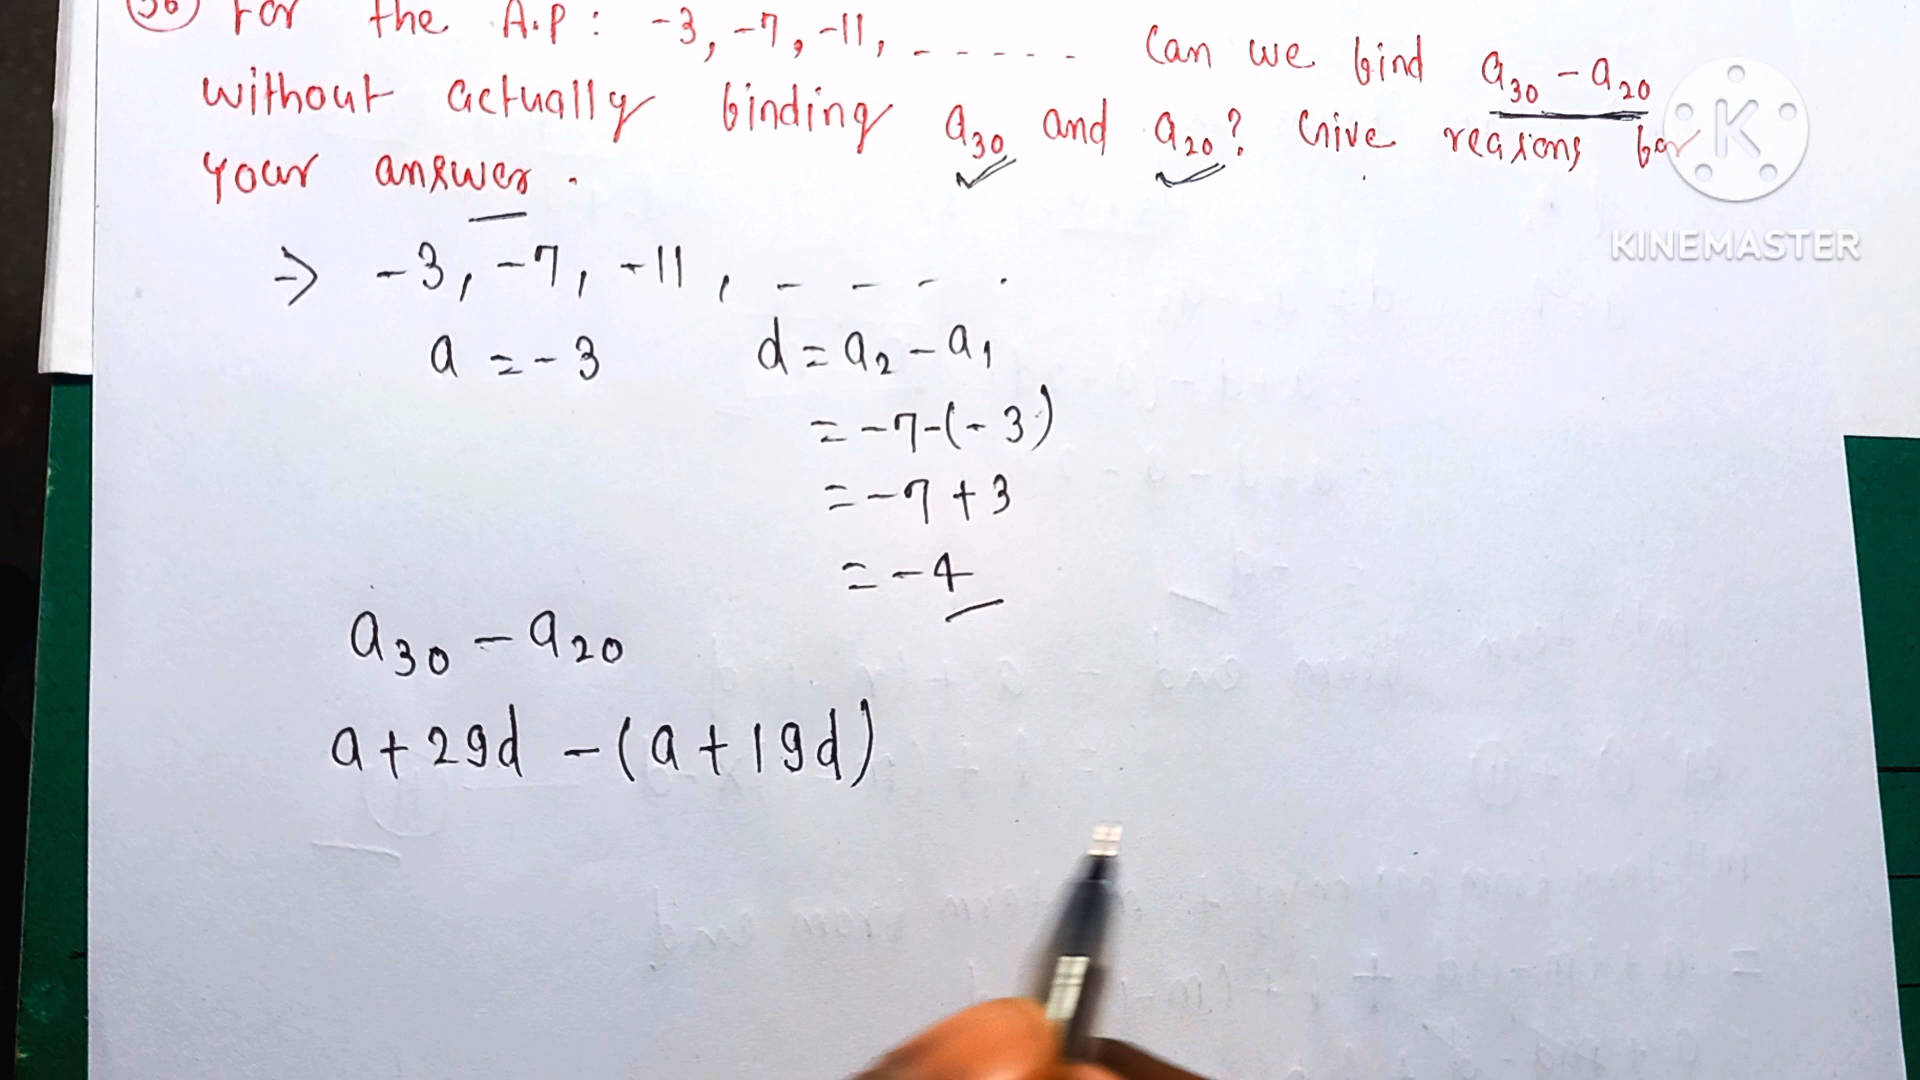 36 For the A.P: -3, -7, -11, - - - - - Can we find a30 - a20
without actually finding a30 and a20? Give reasons for
your answer.
KINEMASTER
⇒ -3, -7, -11, - - - .
a = -3 d = a2 - a1
= -7-(-3)
= -7+3
= -4
a30 - a20
a+29d -(a+19d)